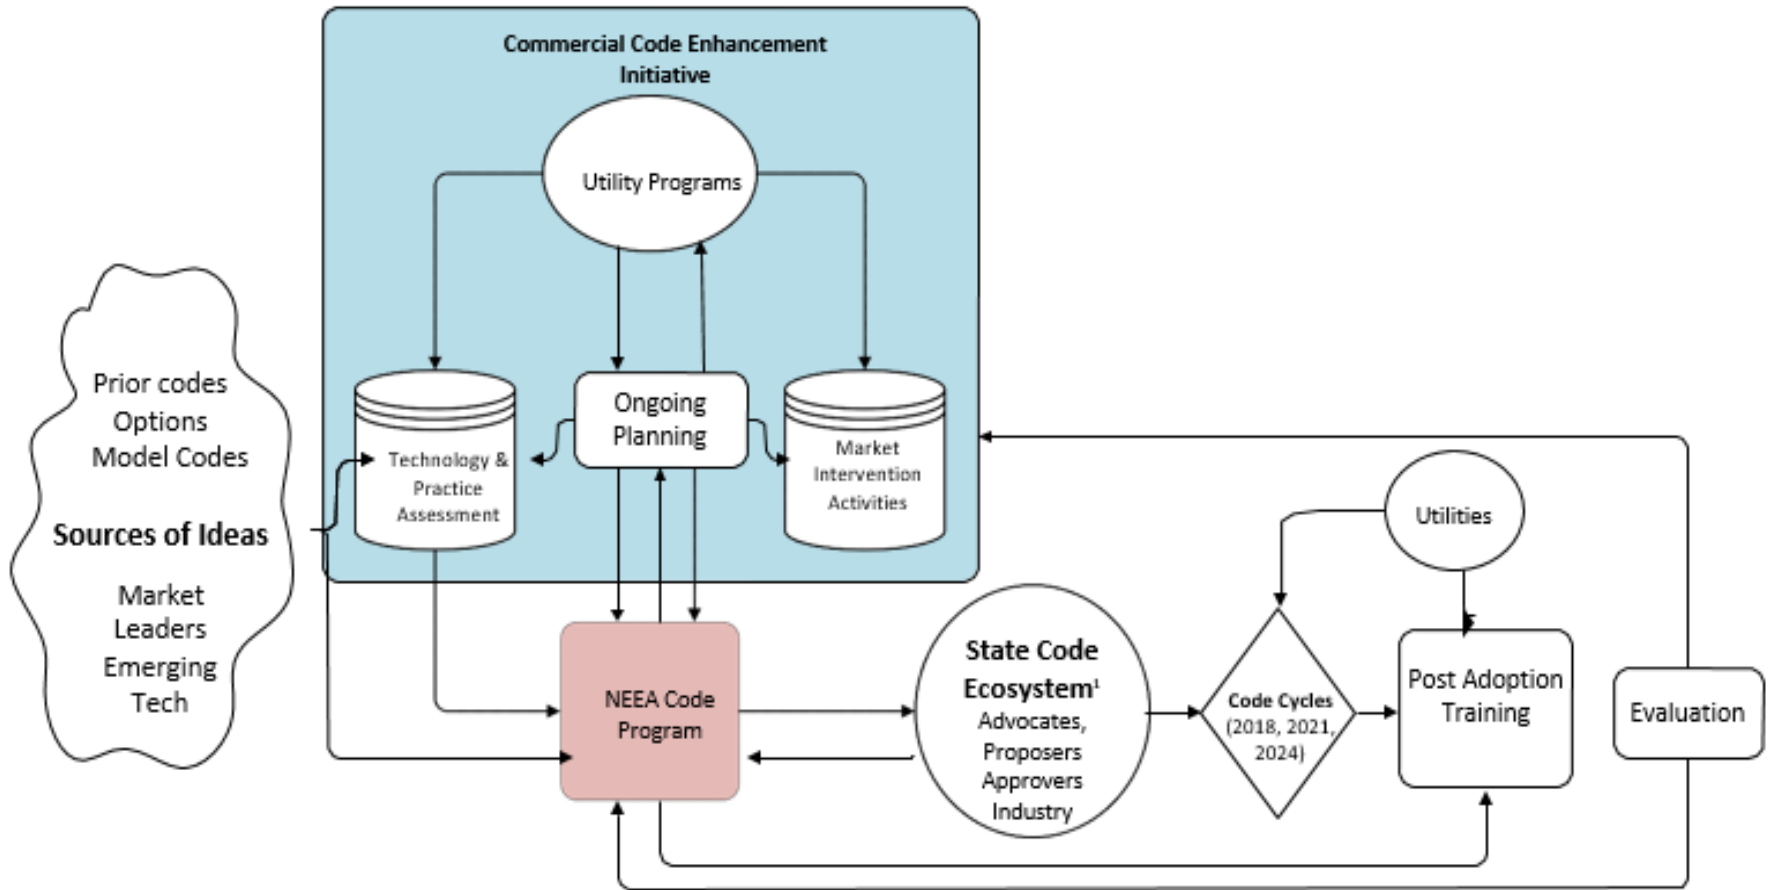 Commercial Code Enhancement
Initiative
Utility Programs
Prior codes
Options
Model Codes
Sources of Ideas
Market
Leaders
Emerging
Tech
Technology &
Practice
Assessment
Ongoing
Planning
Market
Intervention
Activities
NEEA Code
Program
State Code
Ecosystem¹
Advocates,
Proposers
Approvers
Industry
Code Cycles
(2018, 2021,
2024)
Utilities
Post Adoption
Training
Evaluation